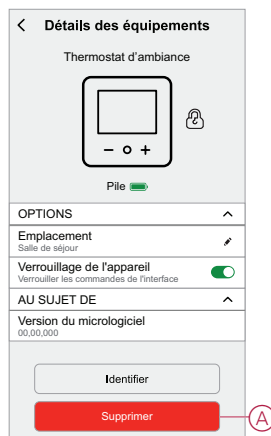 Détails des équipements
Thermostat d'ambiance
Pile
OPTIONS
Emplacement
Salle de séjour
Verrouillage de l'appareil
Verrouiller les commandes de l'interface
AU SUJET DE
Version du micrologiciel
00,00,000
Identifier
Supprimer
A